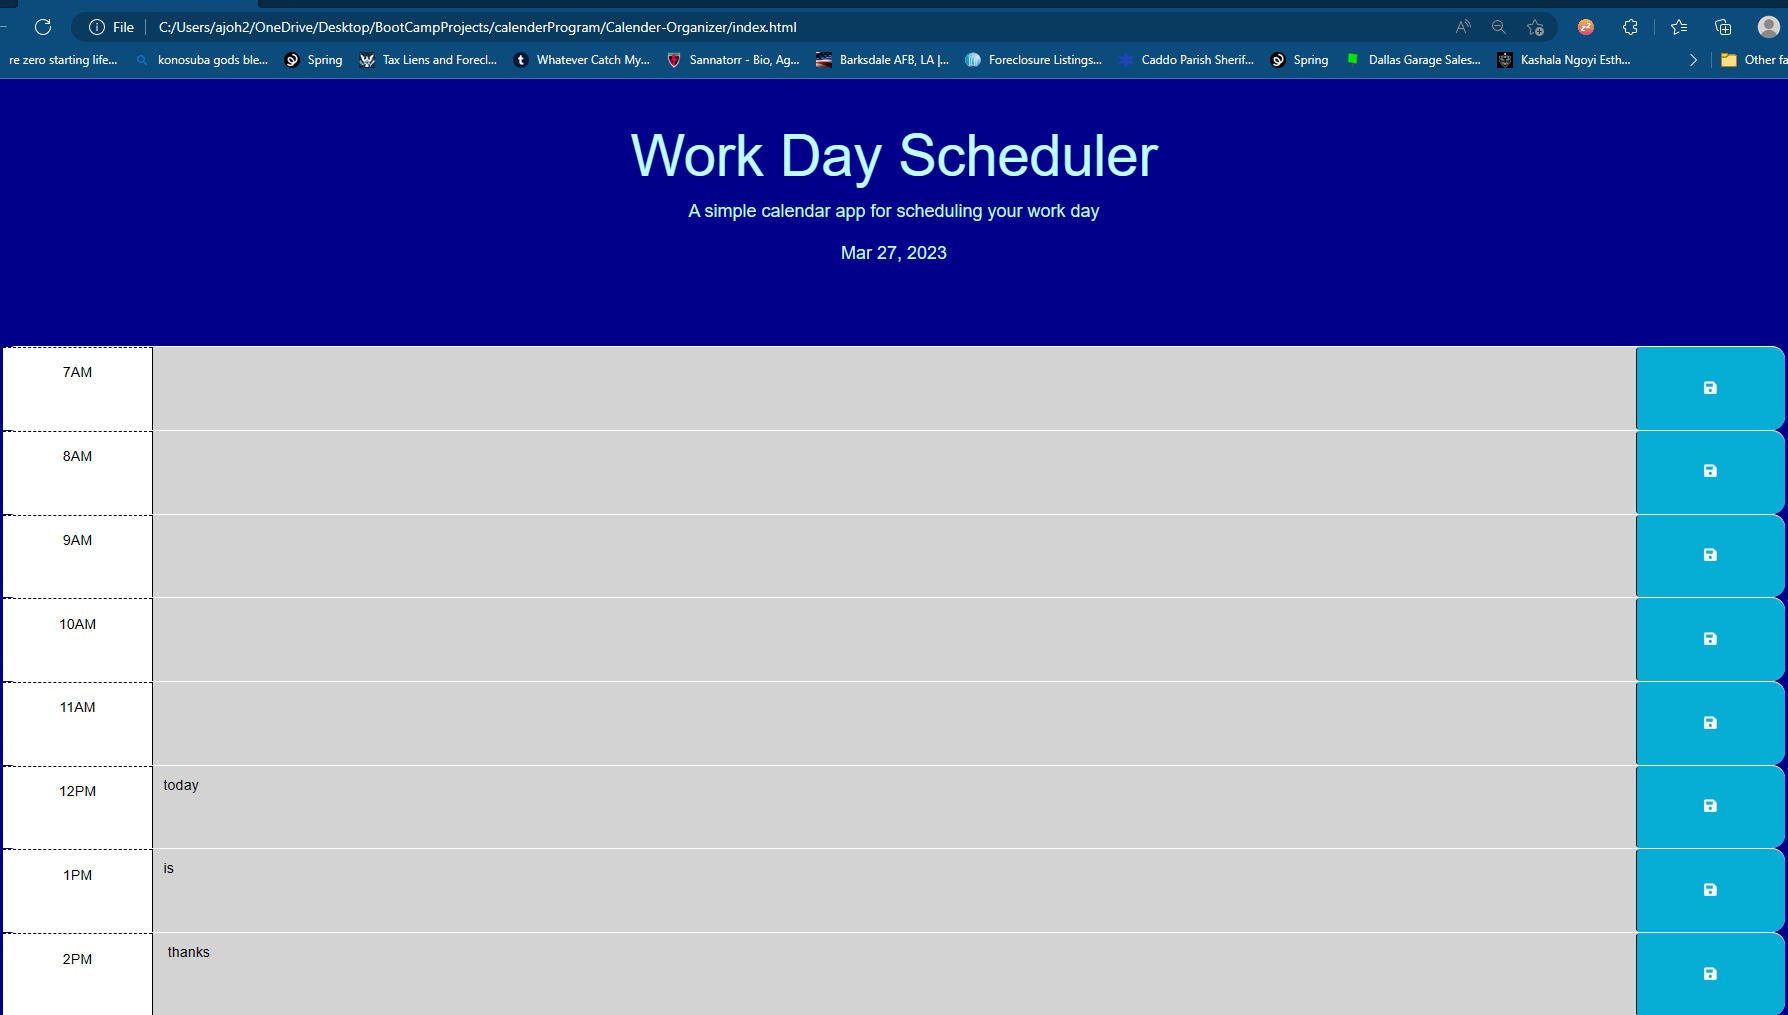 File C:/Users/ajoh2/OneDrive/Desktop/BootCampProjects/calenderProgram/Calender-Organizer/index.html
re zero starting life... konosuba gods ble... Spring Tax Liens and Forecl... Whatever Catch My... Sannatorr - Bio, Ag... Barksdale AFB, LA |... Foreclosure Listings... Caddo Parish Sherif... Spring Dallas Garage Sales... Kashala Ngoyi Esth... Other fa
Work Day Scheduler
A simple calendar app for scheduling your work day
Mar 27, 2023
7AM
8AM
9AM
10AM
11AM
12PM today
1PM is
2PM thanks